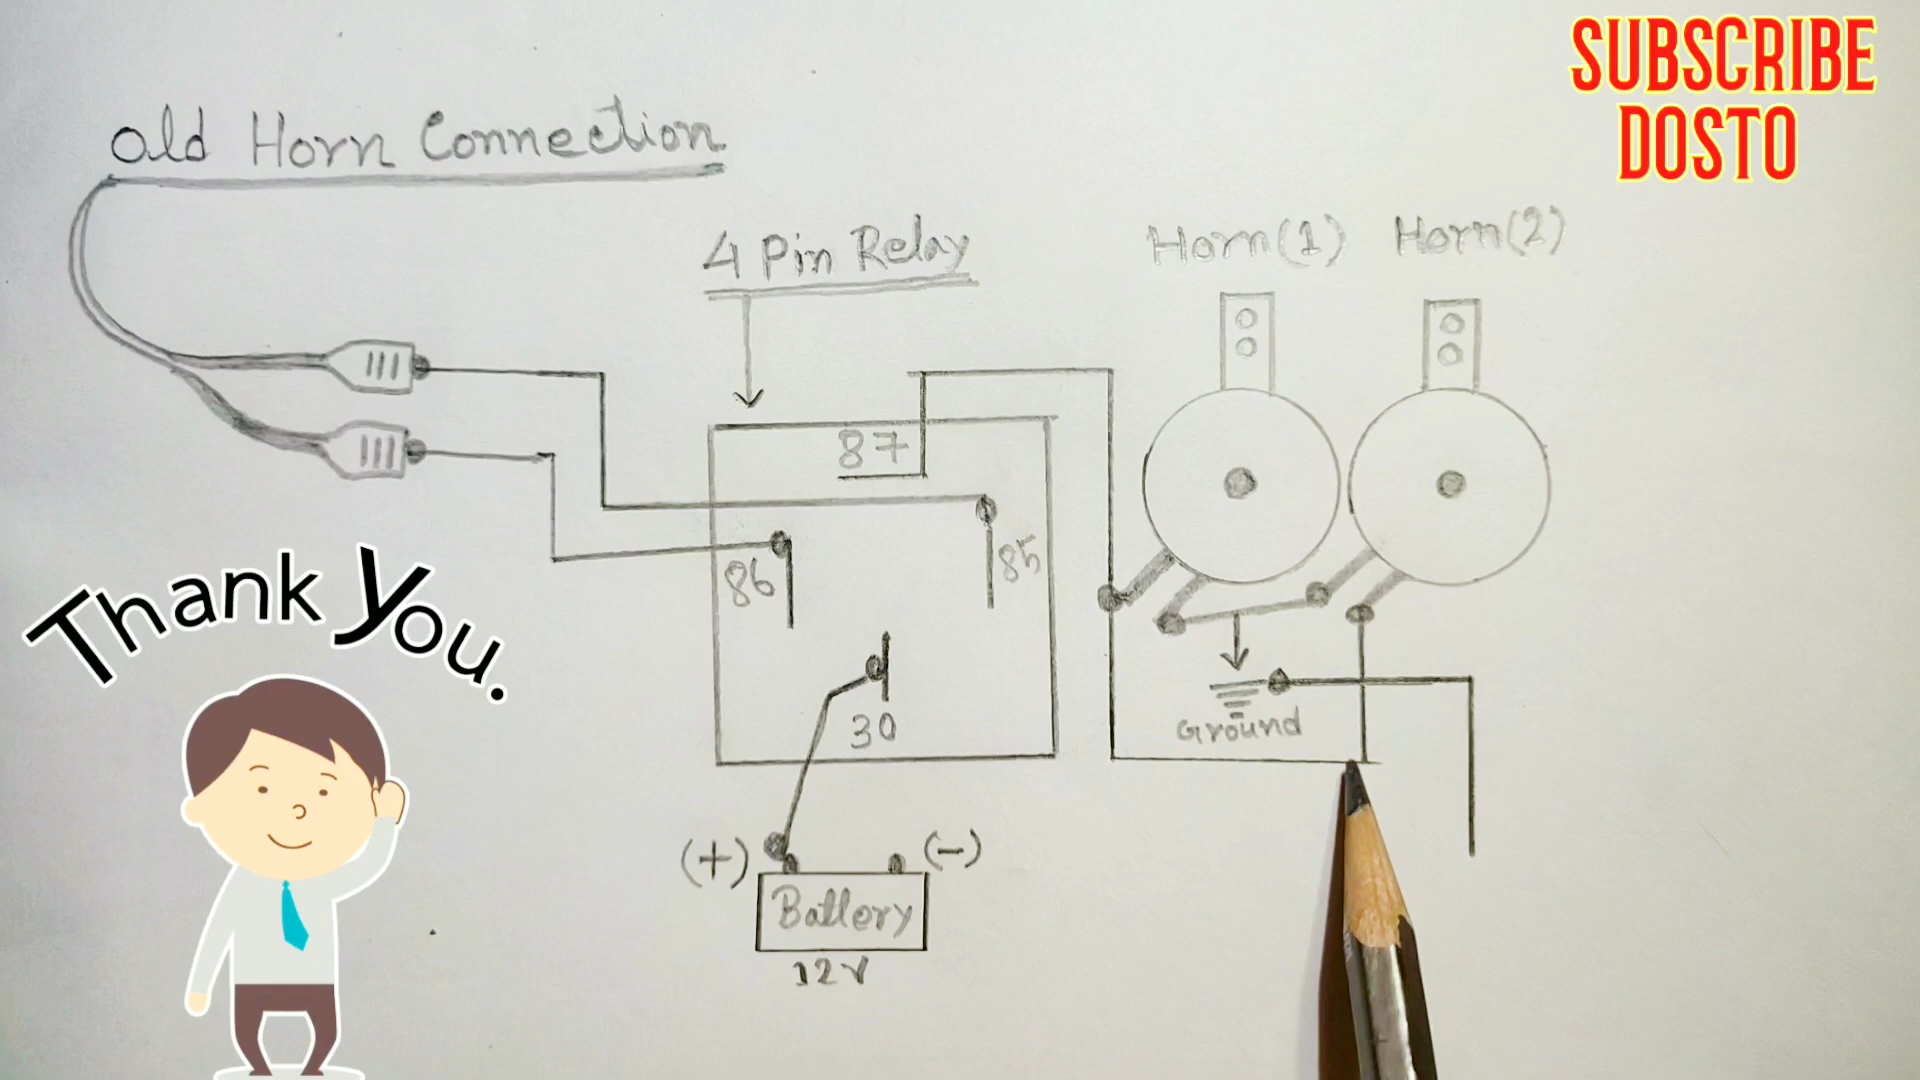 SUBSCRIBE
DOSTO
Old Horn Connection
4 Pin Relay
Horn(1)
Horn(2)
87
86
85
30
Ground
(+)
(-)
Battery
12V
Thank you.